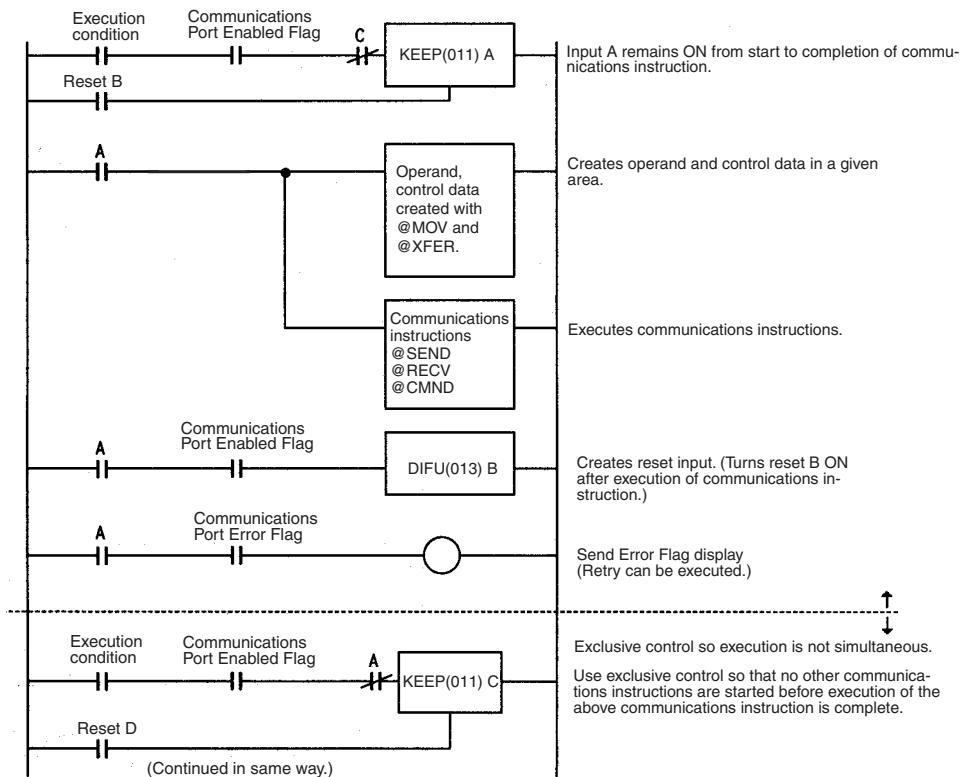 Execution
condition
Communications
Port Enabled Flag
C
KEEP(011) A
Input A remains ON from start to completion of commu-
nications instruction.
Reset B
A
Operand,
control data
created with
@MOV and
@XFER.
Creates operand and control data in a given
area.
Communications
instructions
@SEND
@RECV
@CMND
Executes communications instructions.
A
Communications
Port Enabled Flag
DIFU(013) B
Creates reset input. (Turns reset B ON
after execution of communications in-
struction.)
A
Communications
Port Error Flag
Send Error Flag display
(Retry can be executed.)
Exclusive control so execution is not simultaneous.
Execution
condition
Communications
Port Enabled Flag
A
KEEP(011) C
Use exclusive control so that no other communica-
tions instructions are started before execution of the
above communications instruction is complete.
Reset D
(Continued in same way.)